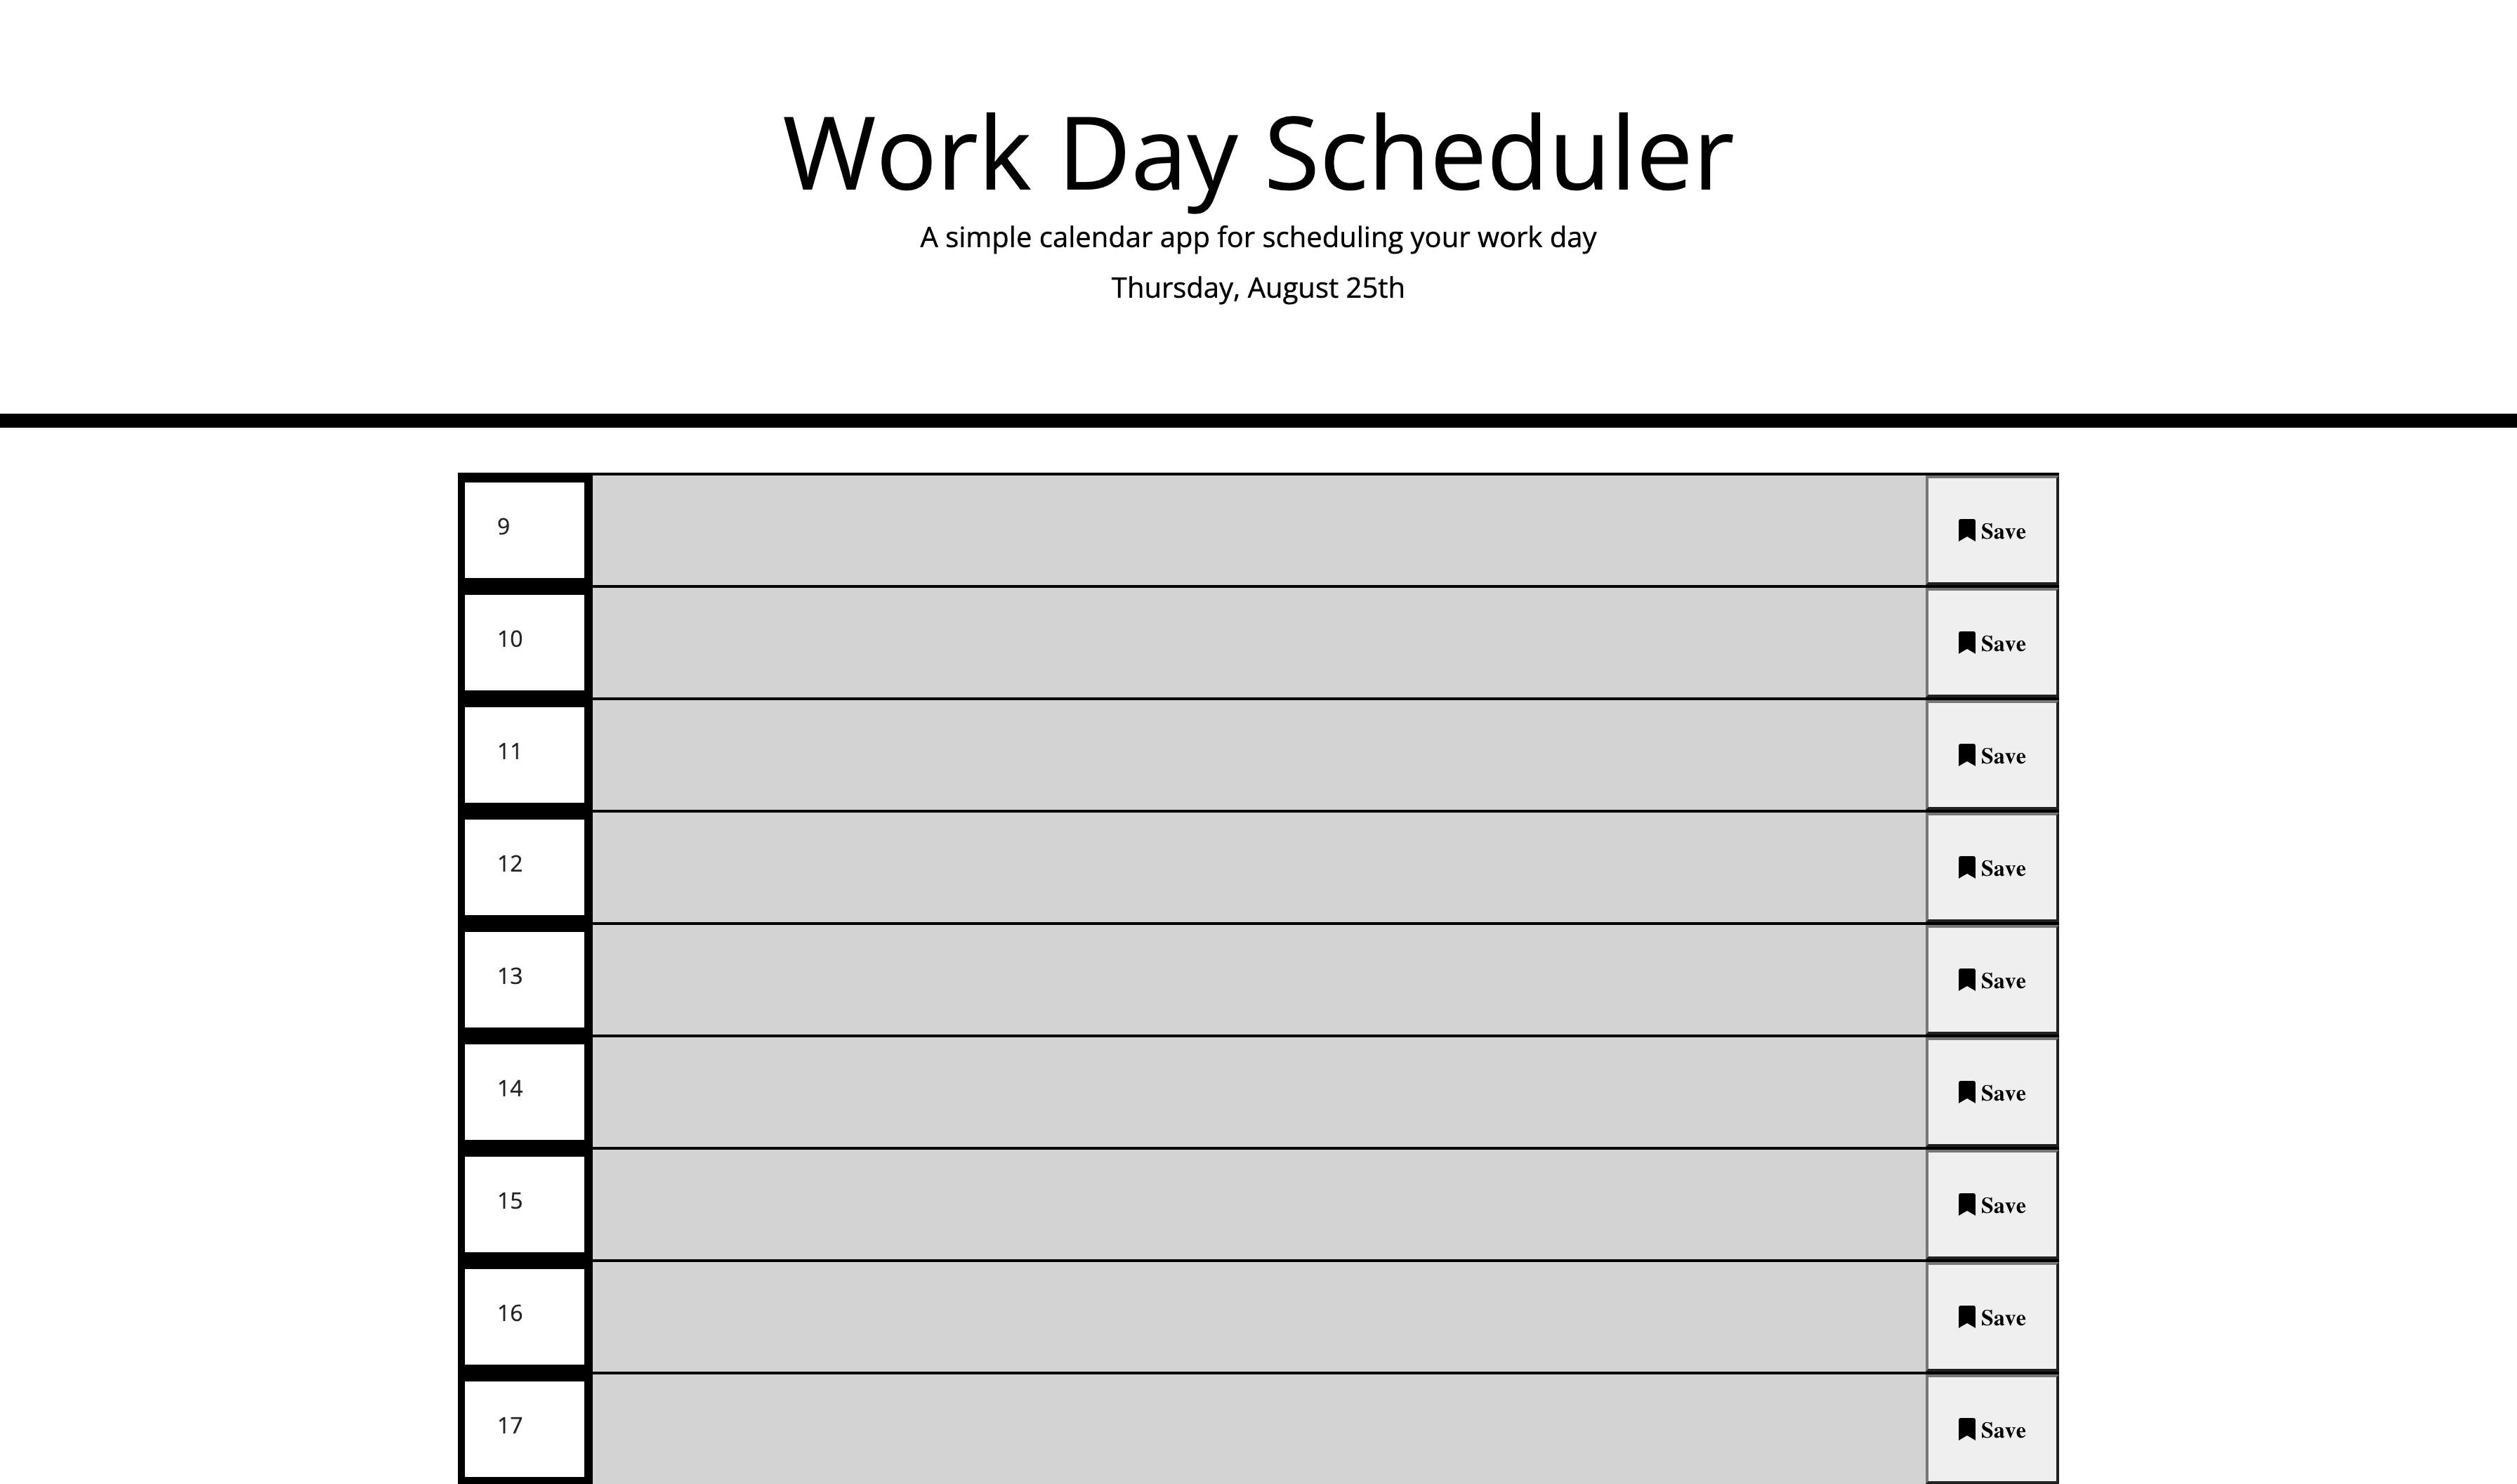 Work Day Scheduler
A simple calendar app for scheduling your work day
Thursday, August 25th
9 Save
10 Save
11 Save
12 Save
13 Save
14 Save
15 Save
16 Save
17 Save